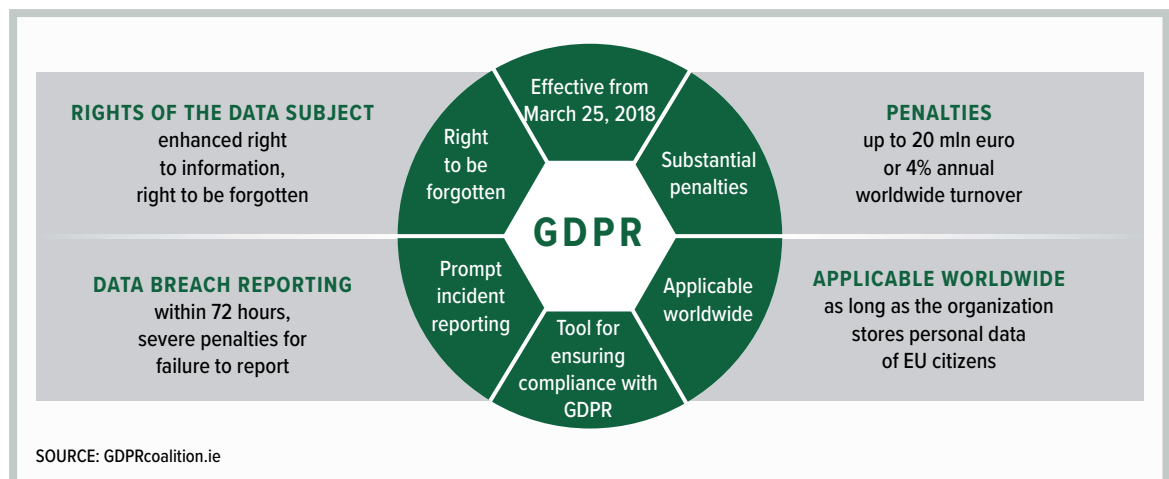 RIGHTS OF THE DATA SUBJECT
enhanced right
to information,
right to be forgotten
DATA BREACH REPORTING
within 72 hours,
severe penalties for
failure to report
Effective from
March 25, 2018
Right
to be
forgotten
Substantial
penalties
GDPR
Prompt
incident
reporting
Applicable
worldwide
Tool for
ensuring
compliance with
GDPR
PENALTIES
up to 20 mln euro
or 4% annual
worldwide turnover
APPLICABLE WORLDWIDE
as long as the organization
stores personal data
of EU citizens
SOURCE: GDPRcoalition.ie